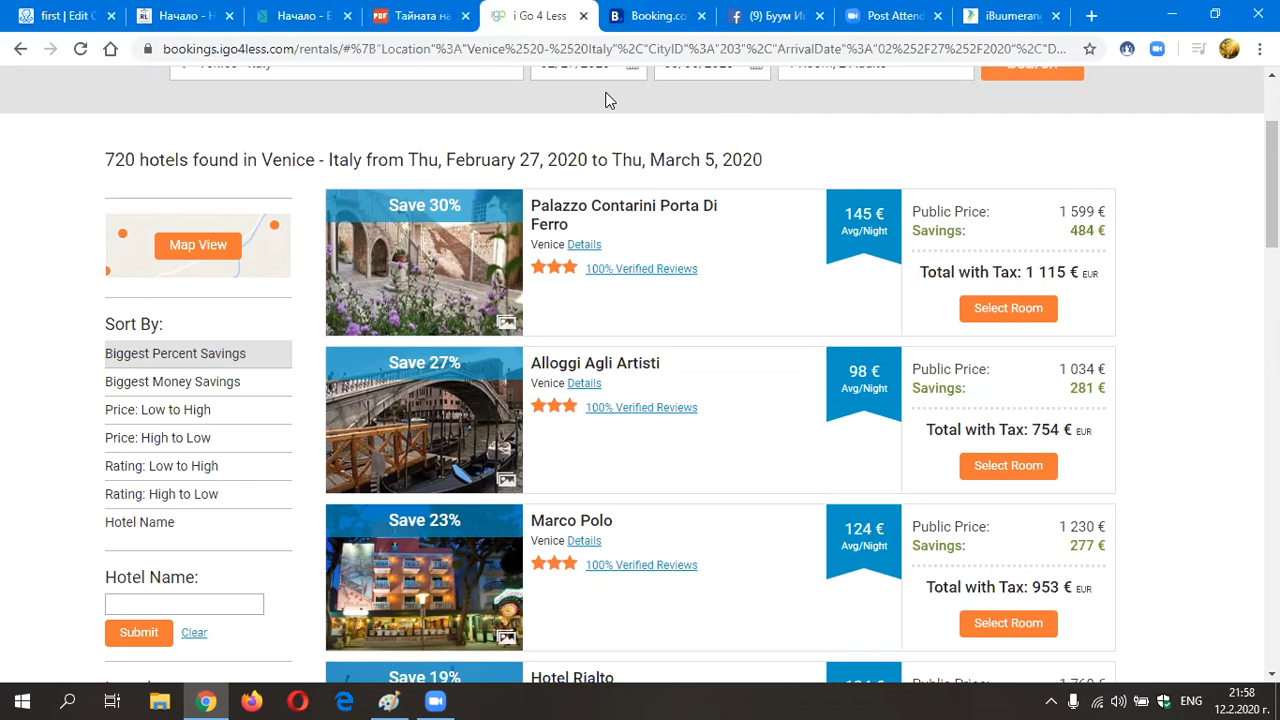 first | Edit C
Начало - Н
Начало - Е
Тайната на
i Go 4 Less
Booking.co
(9) Буум И
Post Attend
iBuumerang
bookings.igo4less.com/rentals/#%7B"Location"%3A"Venice%2520-%2520Italy"%2C"CityID"%3A"203"%2C"ArrivalDate"%3A"02%252F27%252F2020"%2C"D...
720 hotels found in Venice - Italy from Thu, February 27, 2020 to Thu, March 5, 2020
Map View
Sort By:
Biggest Percent Savings
Biggest Money Savings
Price: Low to High
Price: High to Low
Rating: Low to High
Rating: High to Low
Hotel Name
Hotel Name:
Submit
Clear
Save 30%
Palazzo Contarini Porta Di
Ferro
Venice Details
100% Verified Reviews
145 €
Avg/Night
Public Price: 1 599 €
Savings: 484 €
Total with Tax: 1 115 € EUR
Select Room
Save 27%
Alloggi Agli Artisti
Venice Details
100% Verified Reviews
98 €
Avg/Night
Public Price: 1 034 €
Savings: 281 €
Total with Tax: 754 € EUR
Select Room
Save 23%
Marco Polo
Venice Details
100% Verified Reviews
124 €
Avg/Night
Public Price: 1 230 €
Savings: 277 €
Total with Tax: 953 € EUR
Select Room
Save 19%
Hotel Rialto
ENG
21:58
12.2.2020 г.